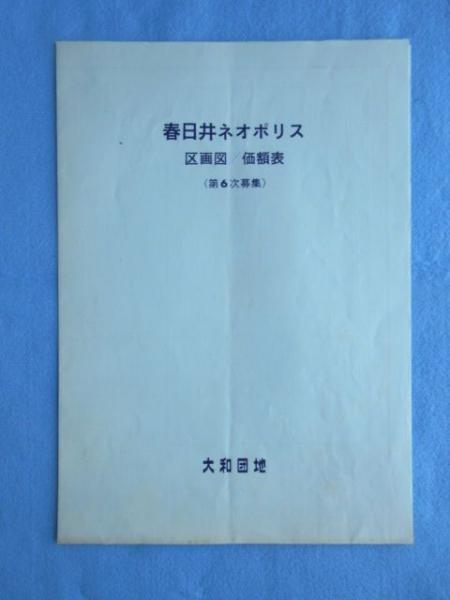 春日井ネオポリス
区画図/価額表
（第6次募集）
大和団地